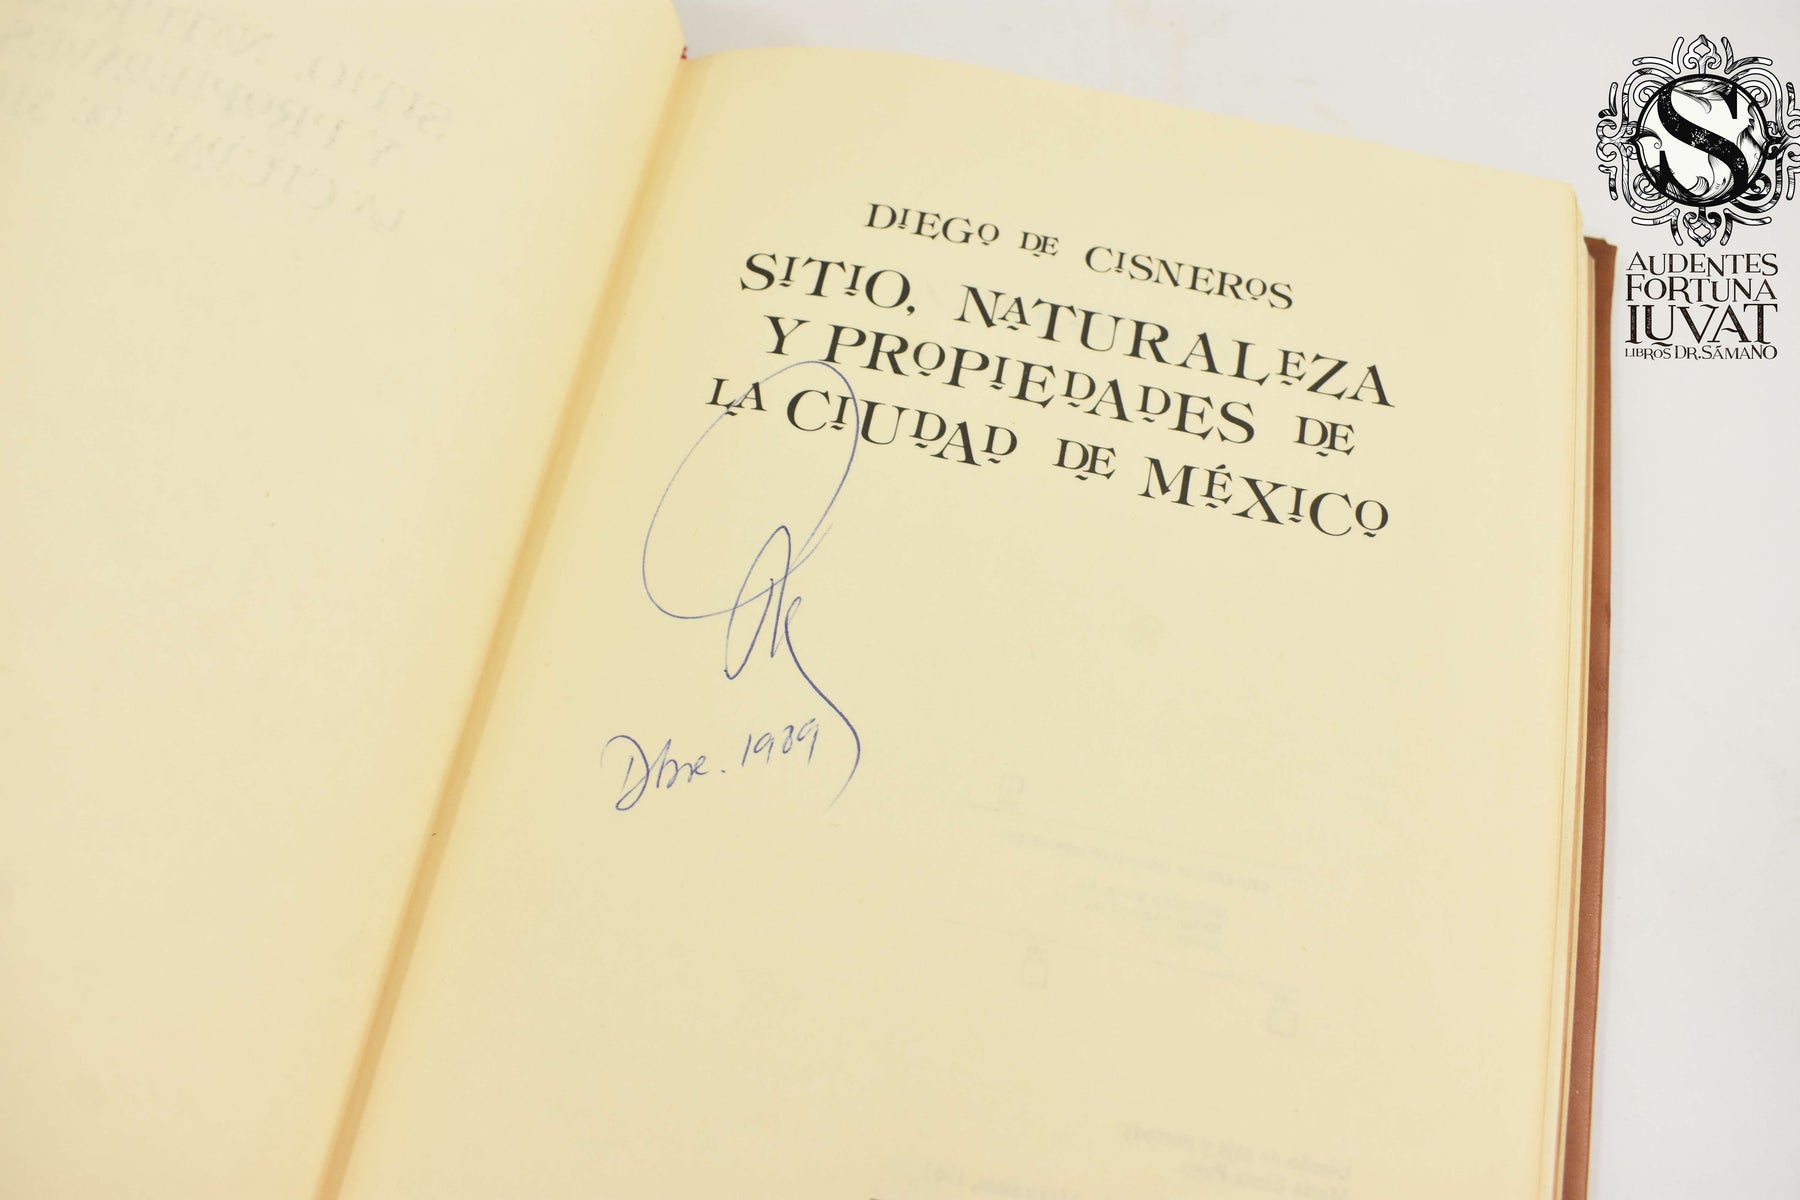 DIEGO DE CISNEROS
SITIO, NATURALEZA
Y PROPIEDADES DE
LA CIUDAD DE MÉXICO
Dbre. 1989
AUDENTES
FORTUNA
IUVAT
LIBROS DR. SÁMANO